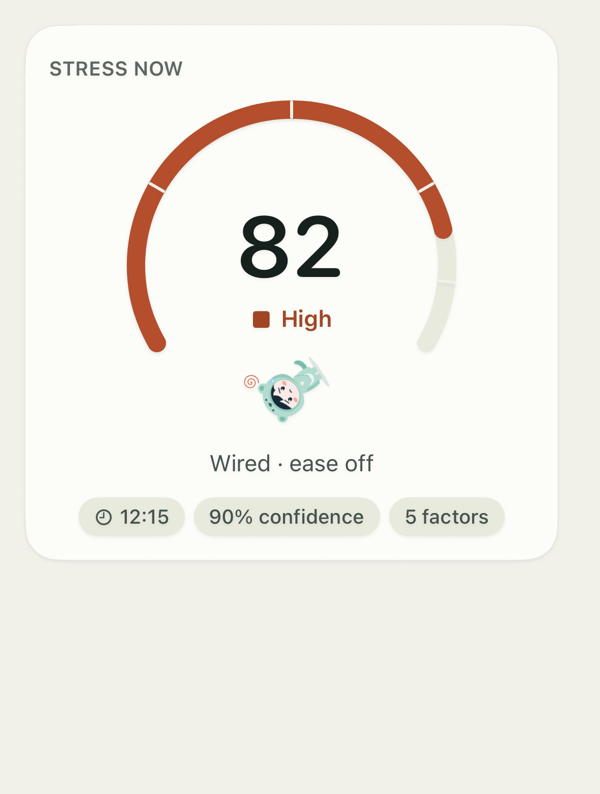 STRESS NOW
82
High
Wired · ease off
12:15
90% confidence
5 factors